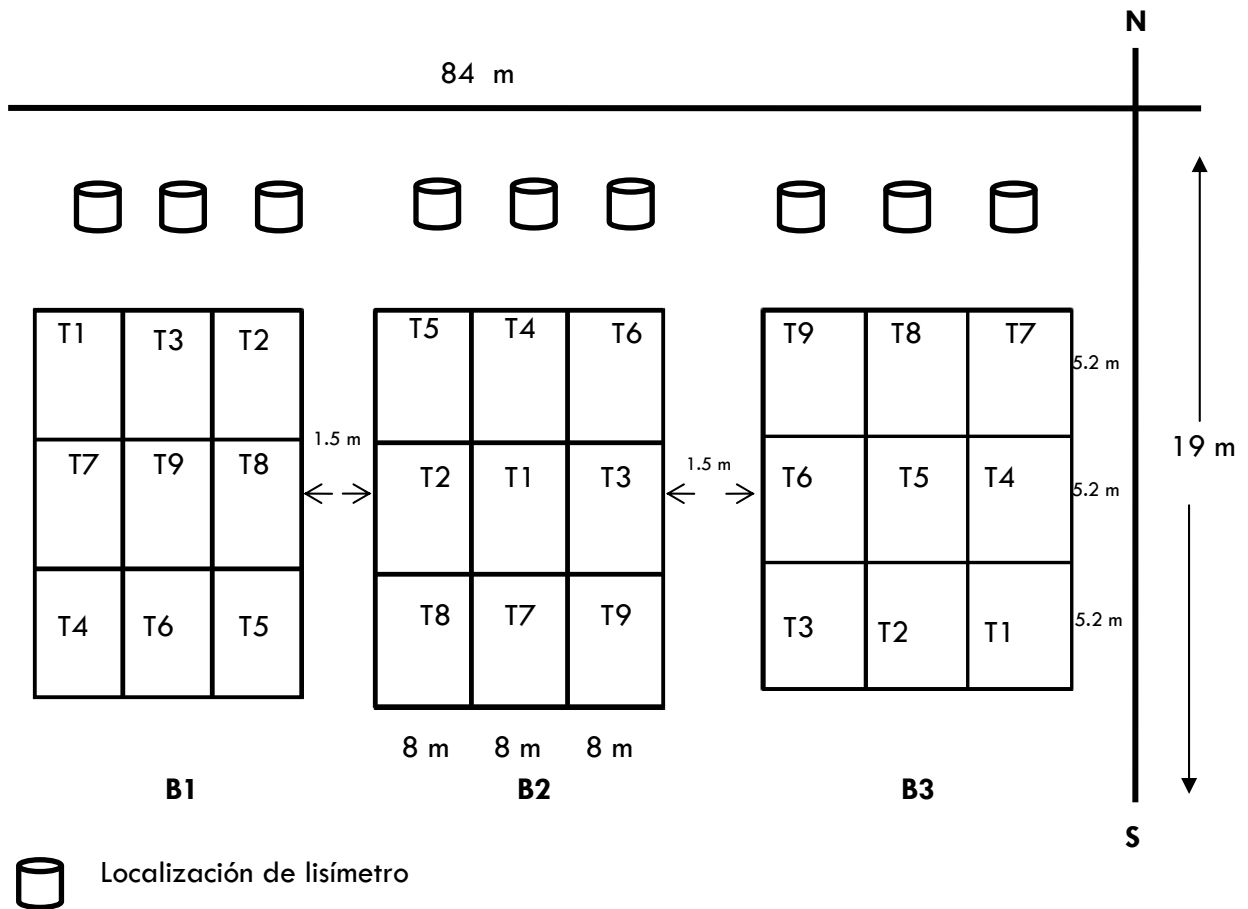 N
84 m
T1 T3 T2
T5 T4 T6
T9 T8 T7
5.2 m
1.5 m
19 m
T7 T9 T8
T2 T1 T3
1.5 m
T6 T5 T4
5.2 m
T4 T6 T5
T8 T7 T9
T3 T2 T1
5.2 m
8 m 8 m 8 m
B1 B2 B3
S
Localización de lisímetro